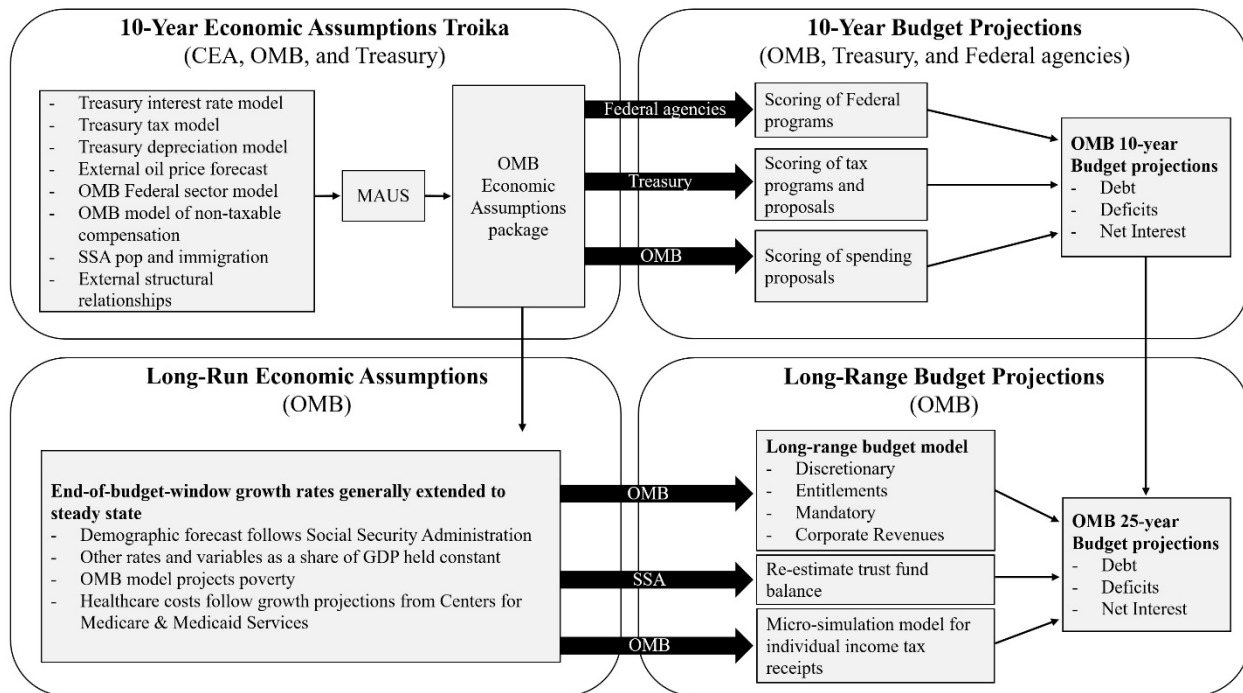 10-Year Economic Assumptions Troika
(CEA, OMB, and Treasury)
- Treasury interest rate model
- Treasury tax model
- Treasury depreciation model
- External oil price forecast
- OMB Federal sector model
- OMB model of non-taxable
compensation
- SSA pop and immigration
- External structural
relationships
MAUS
OMB
Economic
Assumptions
package
10-Year Budget Projections
(OMB, Treasury, and Federal agencies)
Federal agencies
Scoring of Federal
programs
Treasury
Scoring of tax
programs and
proposals
OMB
Scoring of spending
proposals
OMB 10-year
Budget projections
- Debt
- Deficits
- Net Interest
Long-Run Economic Assumptions
(OMB)
End-of-budget-window growth rates generally extended to
steady state
- Demographic forecast follows Social Security Administration
- Other rates and variables as a share of GDP held constant
- OMB model projects poverty
- Healthcare costs follow growth projections from Centers for
Medicare & Medicaid Services
Long-Range Budget Projections
(OMB)
OMB
Long-range budget model
- Discretionary
- Entitlements
- Mandatory
- Corporate Revenues
SSA
Re-estimate trust fund
balance
OMB
Micro-simulation model for
individual income tax
receipts
OMB 25-year
Budget projections
- Debt
- Deficits
- Net Interest